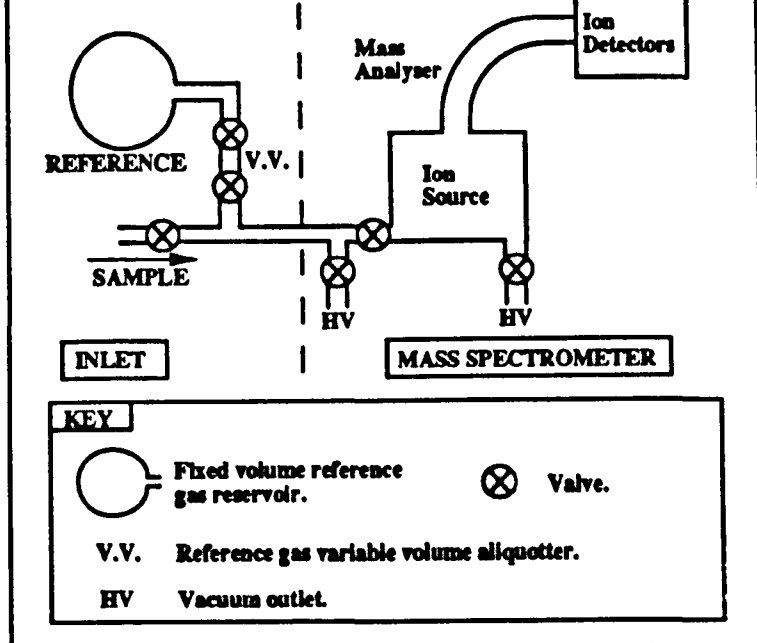 Ion
Detectors
Mass
Analyser
REFERENCE
V.V.
Ion
Source
SAMPLE
HV
HV
INLET
MASS SPECTROMETER
KEY
Fixed volume reference
gas reservoir.
Valve.
V.V. Reference gas variable volume aliquotter.
HV Vacuum outlet.